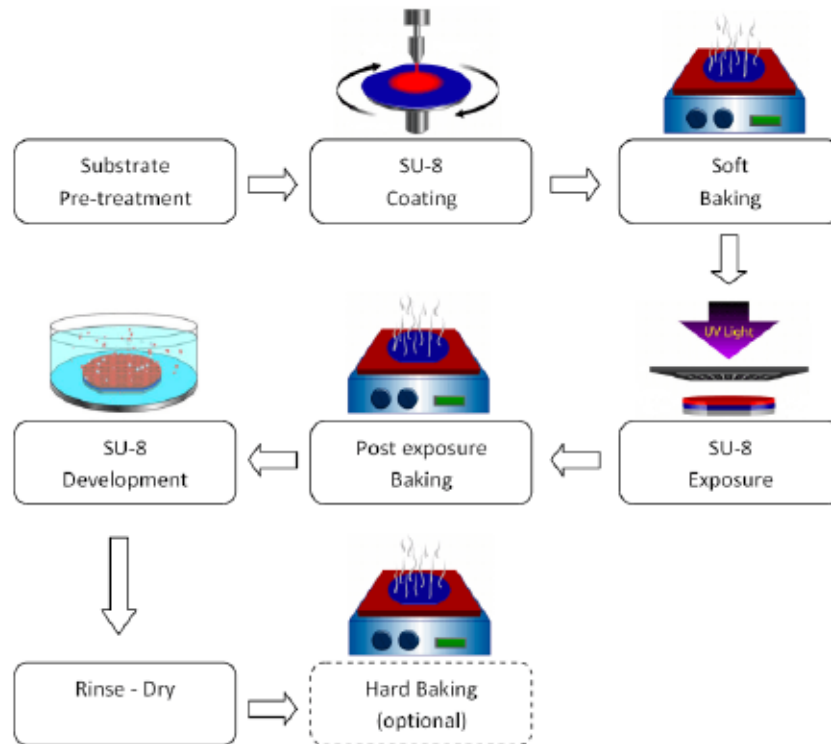 Substrate
Pre-treatment
SU-8
Coating
Soft
Baking
UV Light
SU-8
Exposure
Post exposure
Baking
SU-8
Development
Rinse - Dry
Hard Baking
(optional)